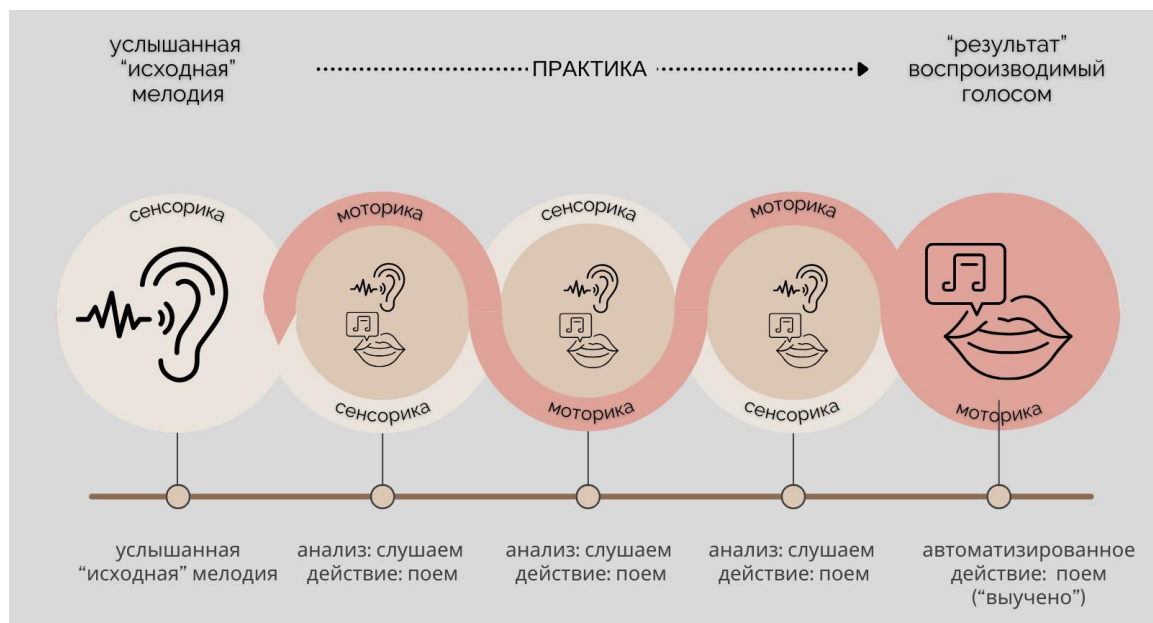 услышанная
“исходная”
мелодия
ПРАКТИКА
“результат”
воспроизводимый
голосом
сенсорика
моторика
сенсорика
моторика
сенсорика
моторика
сенсорика
моторика
услышанная
“исходная” мелодия
анализ: слушаем
действие: поем
анализ: слушаем
действие: поем
анализ: слушаем
действие: поем
автоматизированное
действие: поем
(“выучено”)